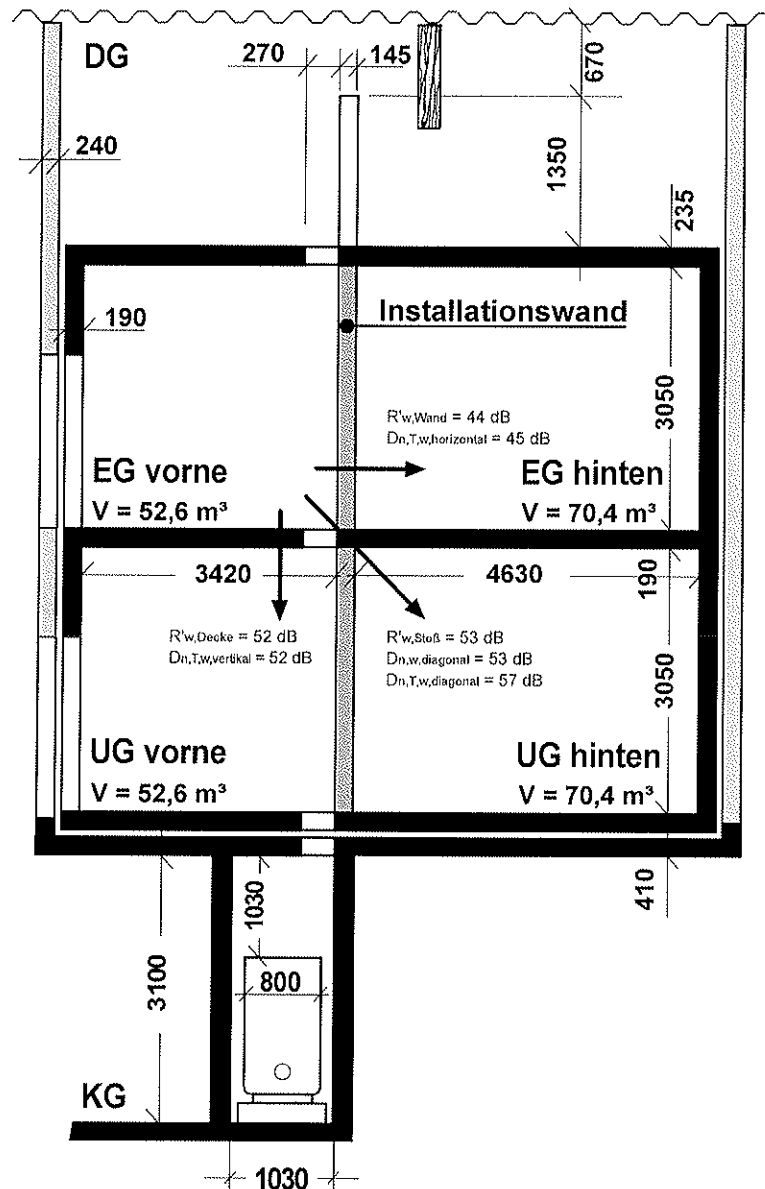 DG
270
145
670
240
1350
235
190
Installationswand
3050
R'w,Wand = 44 dB
Dn,T,w,horizontal = 45 dB
EG vorne
V = 52,6 m³
EG hinten
V = 70,4 m³
3420
4630
190
R'w,Decke = 52 dB
Dn,T,w,vertikal = 52 dB
R'w,Stoß = 53 dB
Dn,w,diagonal = 53 dB
Dn,T,w,diagonal = 57 dB
3050
UG vorne
V = 52,6 m³
UG hinten
V = 70,4 m³
1030
410
3100
800
KG
1030